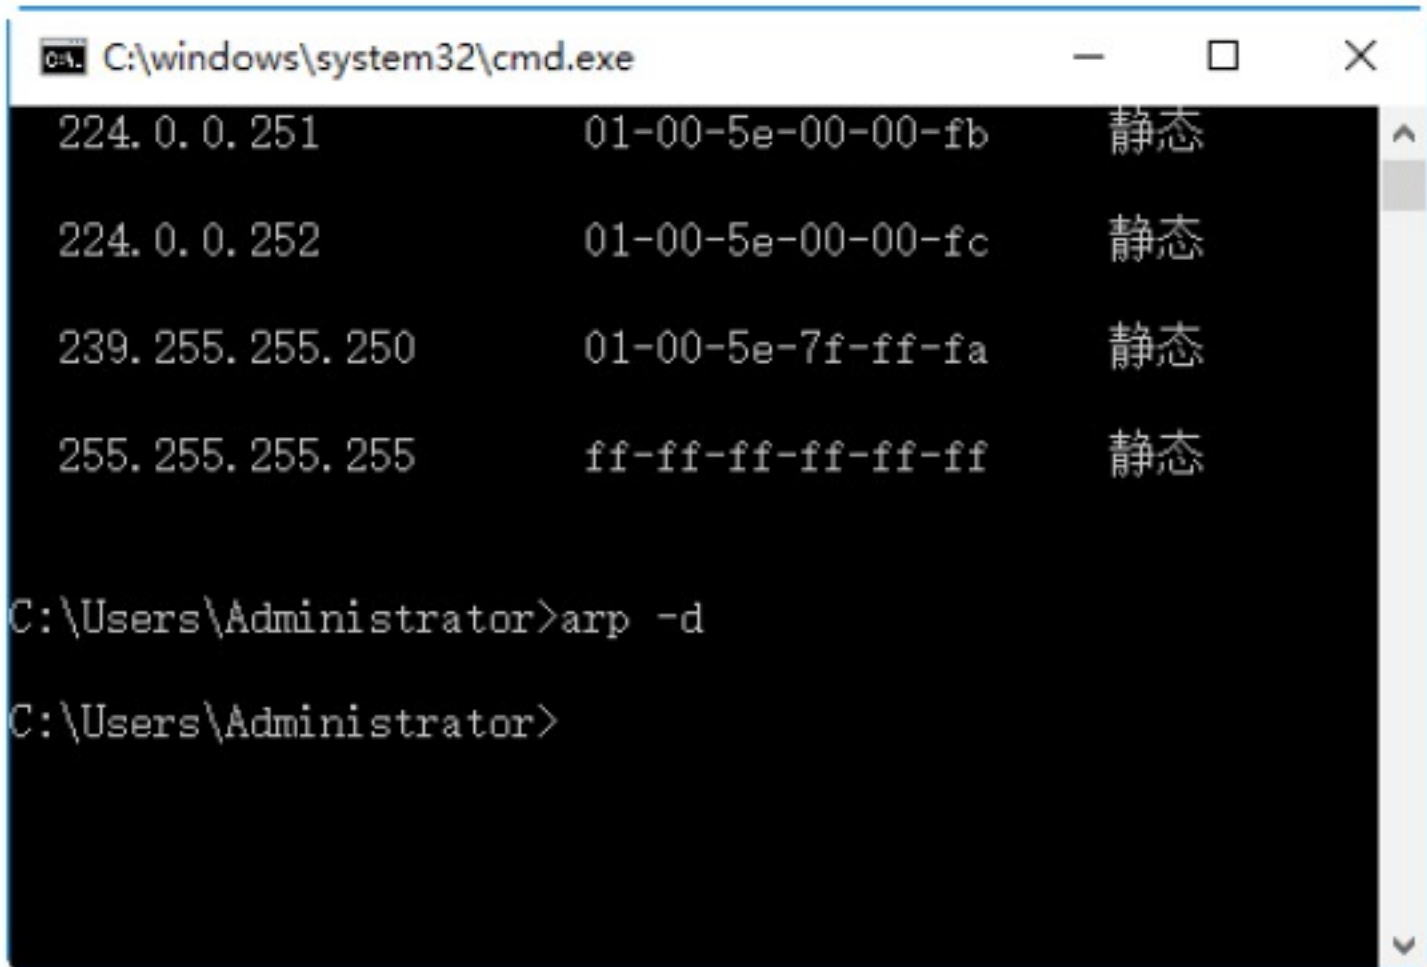 C:\windows\system32\cmd.exe
224.0.0.251 01-00-5e-00-00-fb 静态
224.0.0.252 01-00-5e-00-00-fc 静态
239.255.255.250 01-00-5e-7f-ff-fa 静态
255.255.255.255 ff-ff-ff-ff-ff-ff 静态
C:\Users\Administrator>arp -d
C:\Users\Administrator>